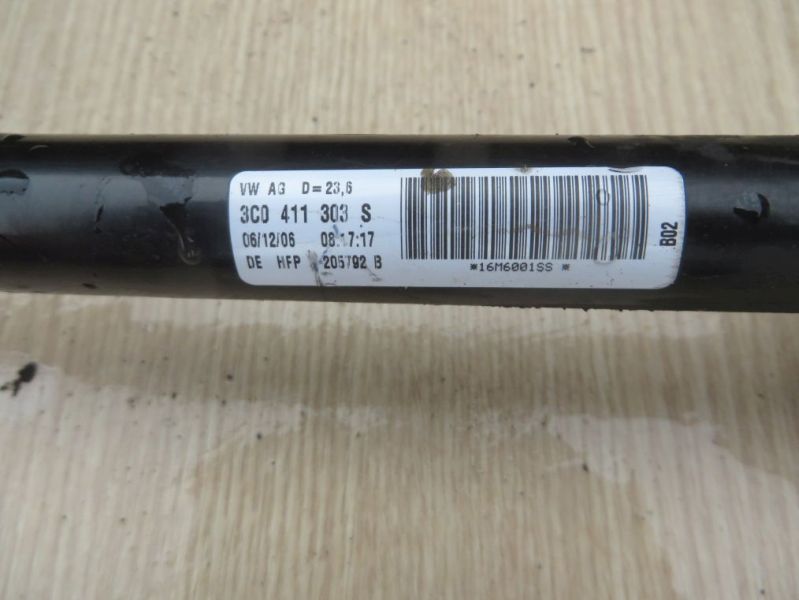 VW AG D=23,6
3C0 411 303 S
06/12/06 08:17:17
DE HFP 205792 B
*16M6001SS *
B02